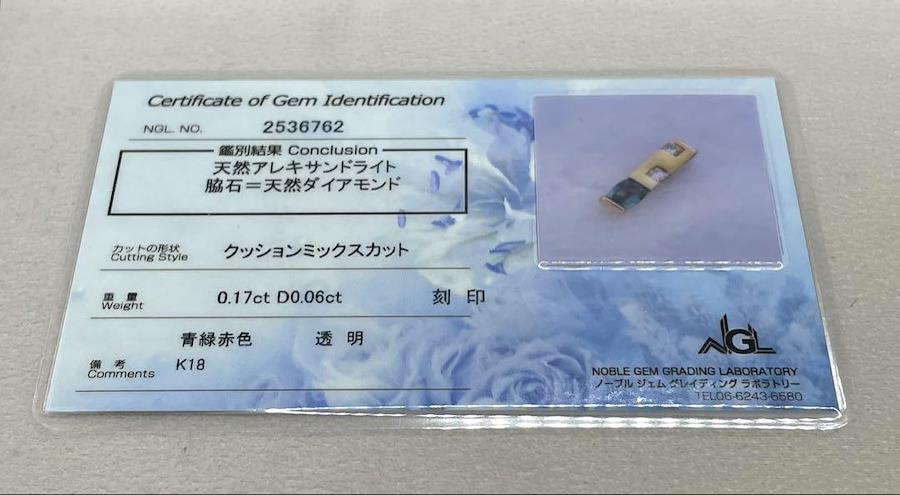 Certificate of Gem Identification
NGL. NO. 2536762
鑑別結果 Conclusion
天然アレキサンドライト
脇石=天然ダイアモンド
カットの形状
Cutting Style
クッションミックスカット
重量
Weight
0.17ct D0.06ct 刻印
青緑赤色 透明
備考
Comments
K18
NGL
NOBLE GEM GRADING LABORATORY
ノーブル ジェム グレイディング ラボラトリー
TEL06-6243-6580